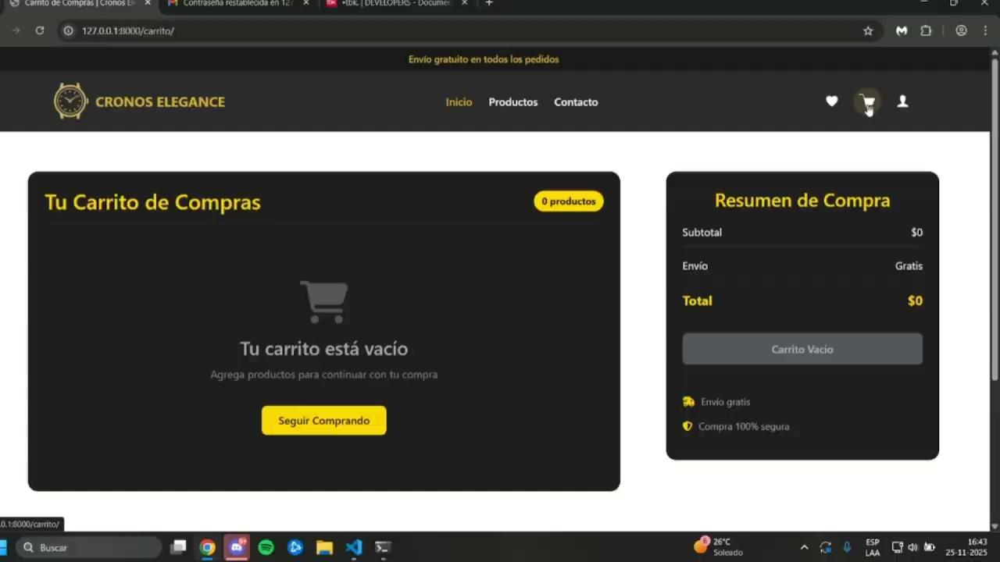 Carrito de Compras | Cronos El
Contraseña restablecida en 127
tbk. | DEVELOPERS - Documen
127.0.0.1:8000/carrito/
Envío gratuito en todos los pedidos
CRONOS ELEGANCE
Inicio
Productos
Contacto
Tu Carrito de Compras
0 productos
Tu carrito está vacío
Agrega productos para continuar con tu compra
Seguir Comprando
Resumen de Compra
Subtotal $0
Envío Gratis
Total $0
Carrito Vacío
Envío gratis
Compra 100% segura
.0.1:8000/carrito/
Buscar
26°C
Soleado
ESP
LAA
16:43
25-11-2025